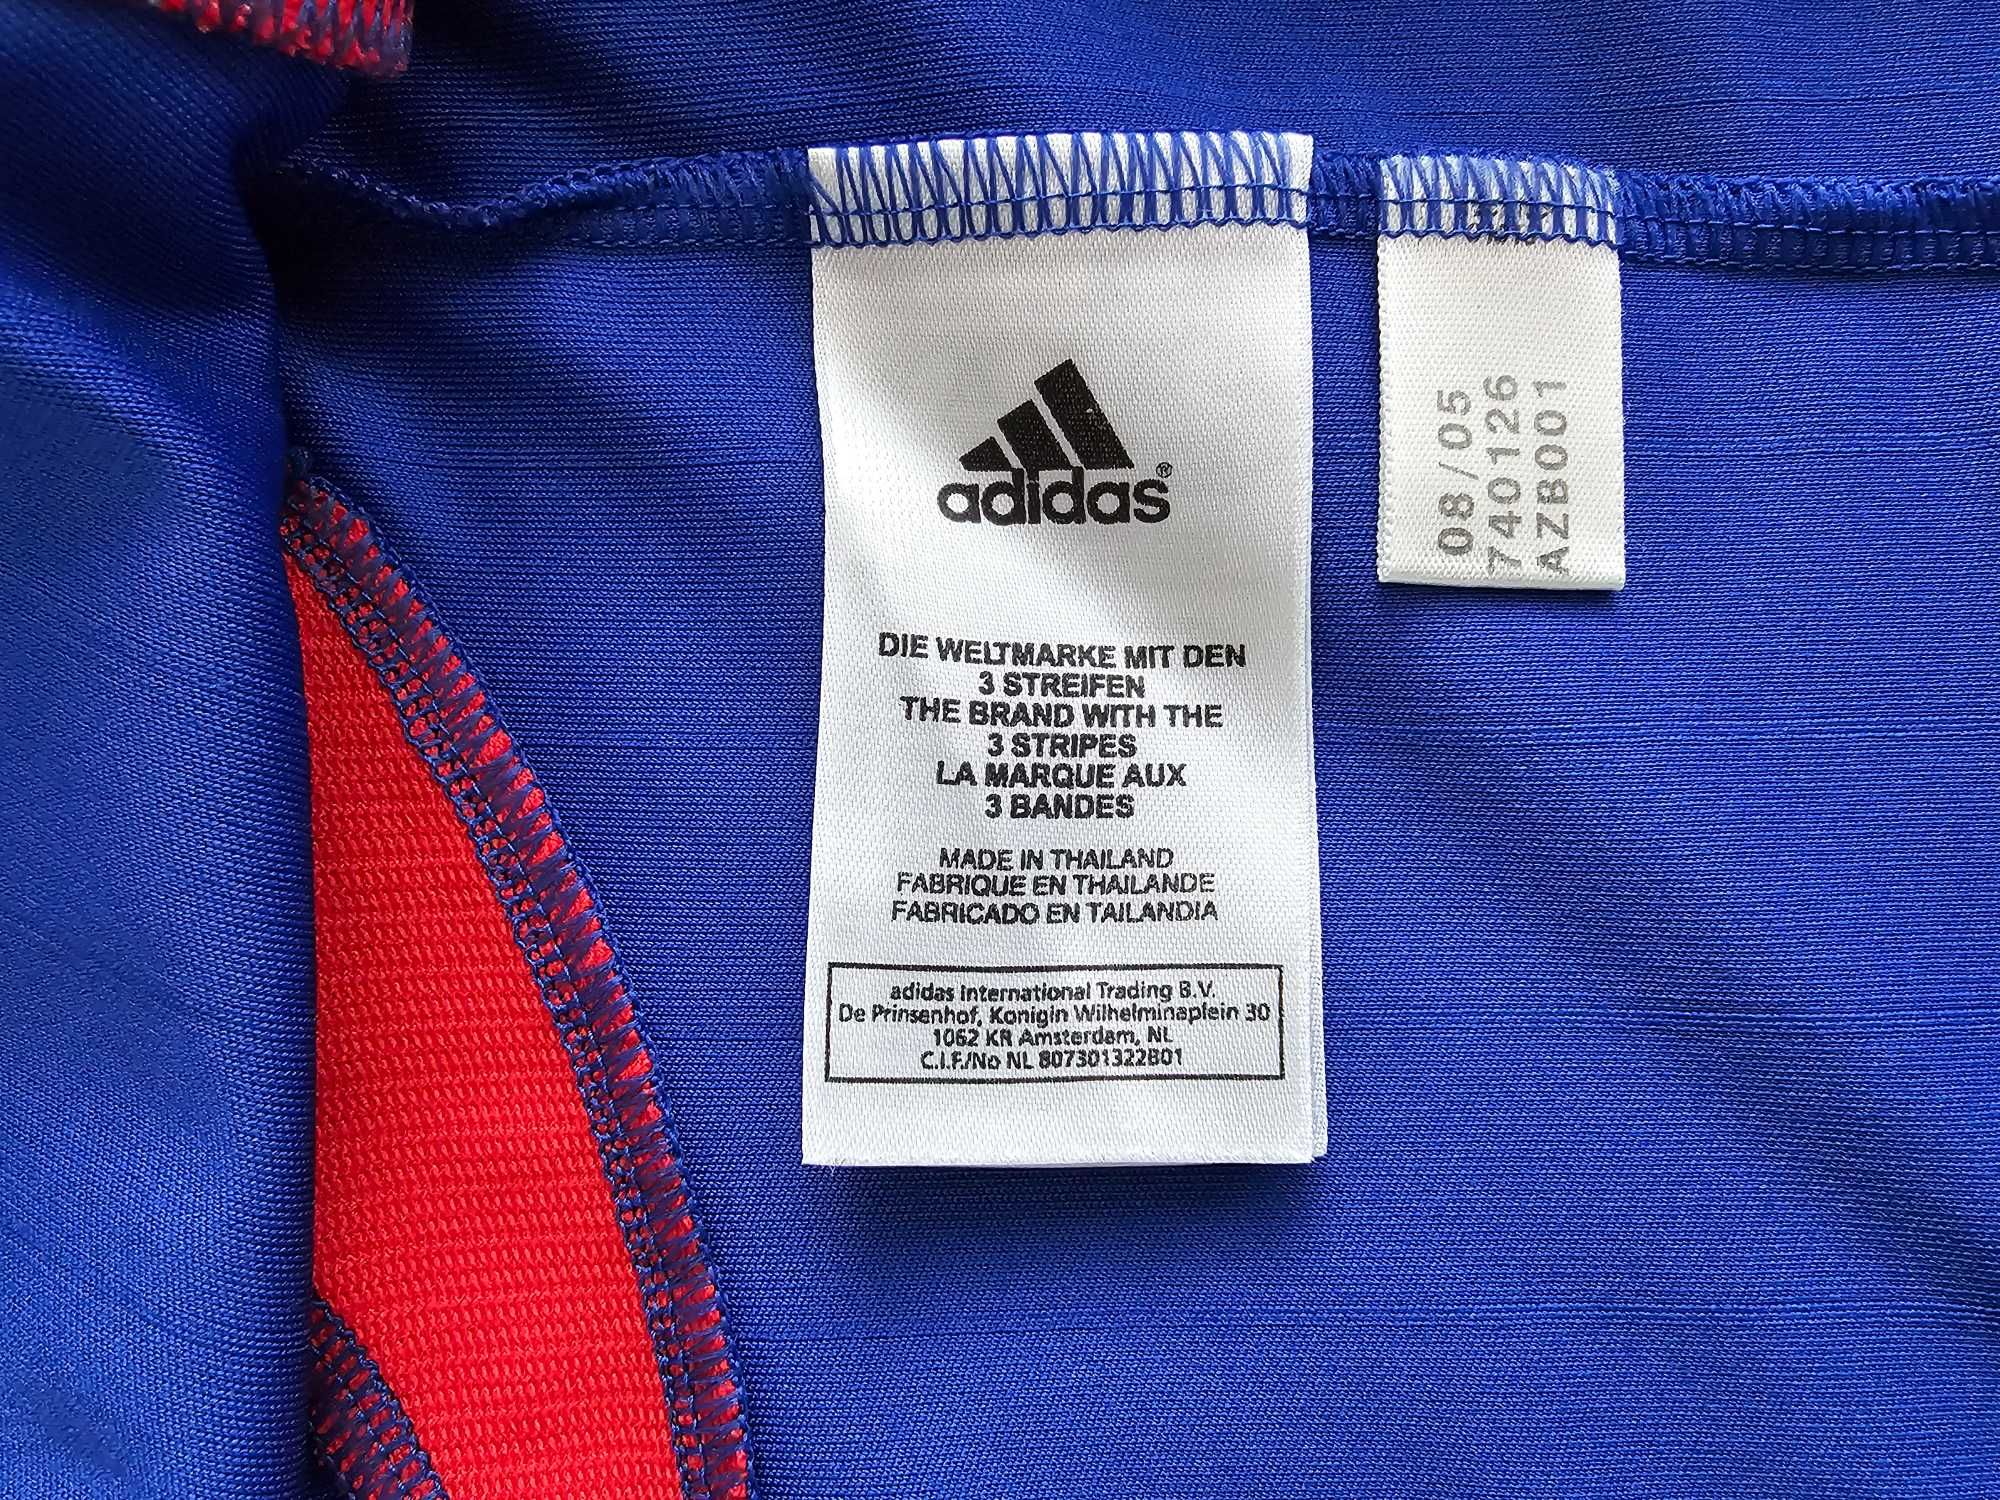 adidas®
DIE WELTMARKE MIT DEN
3 STREIFEN
THE BRAND WITH THE
3 STRIPES
LA MARQUE AUX
3 BANDES
MADE IN THAILAND
FABRIQUE EN THAILANDE
FABRICADO EN TAILANDIA
adidas International Trading B.V.
De Prinsenhof, Konigin Wilhelminaplein 30
1062 KR Amsterdam, NL
C.I.F./No NL 807301322B01
08/05
740126
AZB001